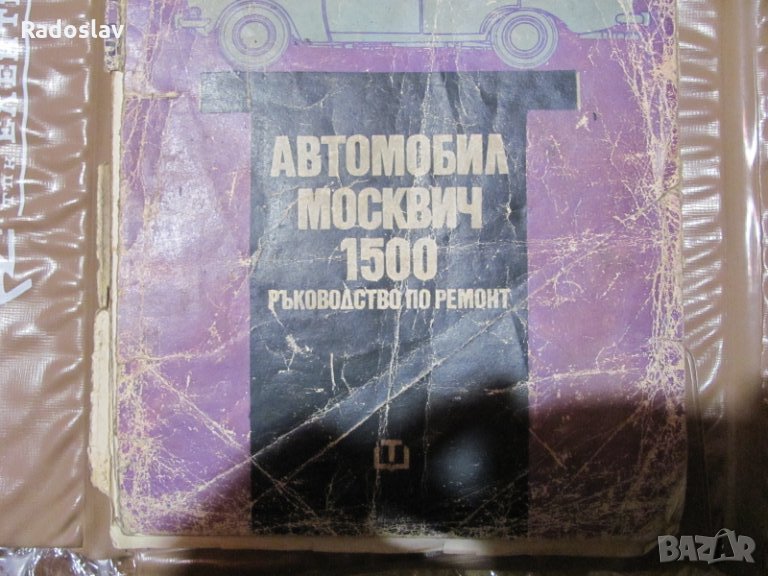 Radoslav
АВТОМОБИЛ
МОСКВИЧ
1500
РЪКОВОДСТВО ПО РЕМОНТ
Т
BAZAR